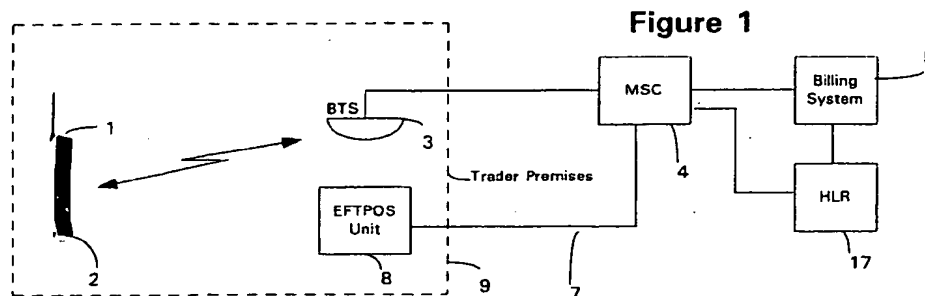 Figure 1
MSC
Billing
System
BTS
1
3
4
Trader Premises
EFTPOS
Unit
HLR
2
8
9
7
17